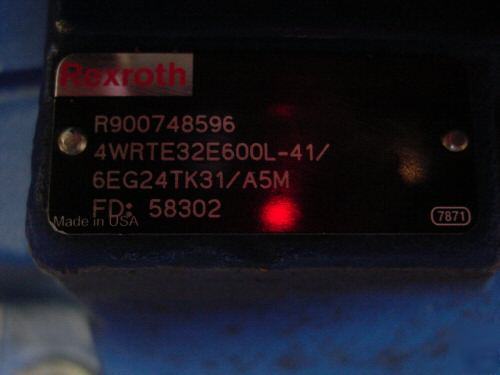 Rexroth
R900748596
4WRTE32E600L-41/
6EG24TK31/A5M
FD: 58302
Made in USA
7871